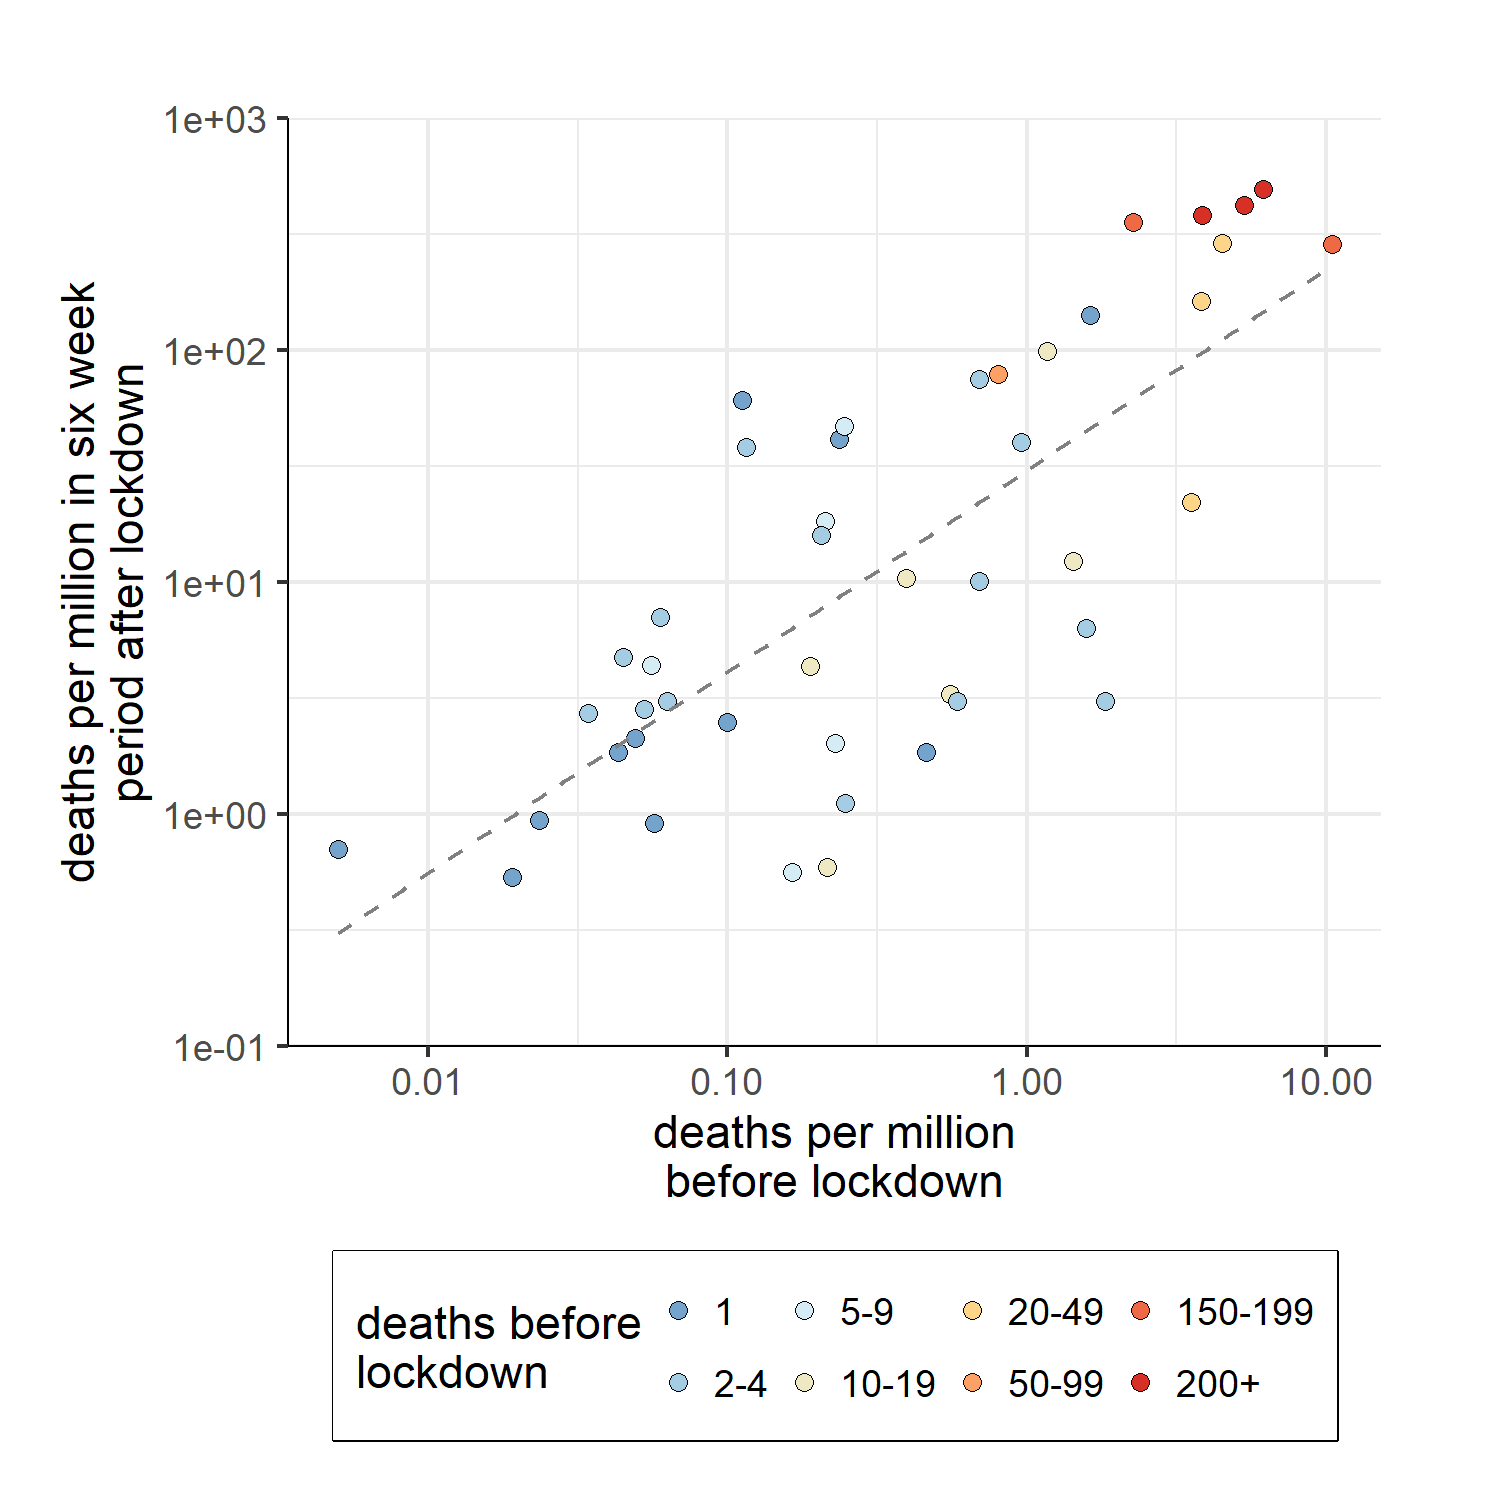 1e+03
1e+02
1e+01
1e+00
1e-01
deaths per million in six week
period after lockdown
0.01
0.10
1.00
10.00
deaths per million
before lockdown
deaths before
lockdown
1
5-9
20-49
150-199
2-4
10-19
50-99
200+